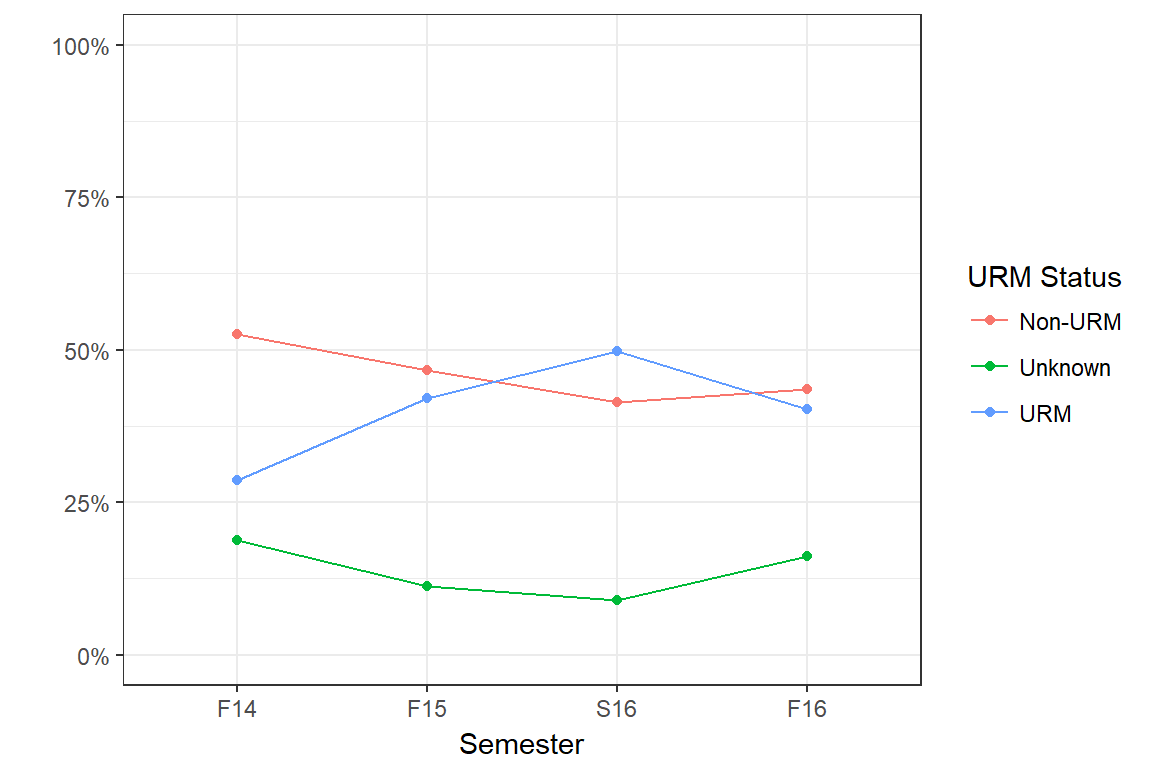 100%
75%
50%
25%
0%
F14 F15 S16 F16
Semester
URM Status
Non-URM
Unknown
URM